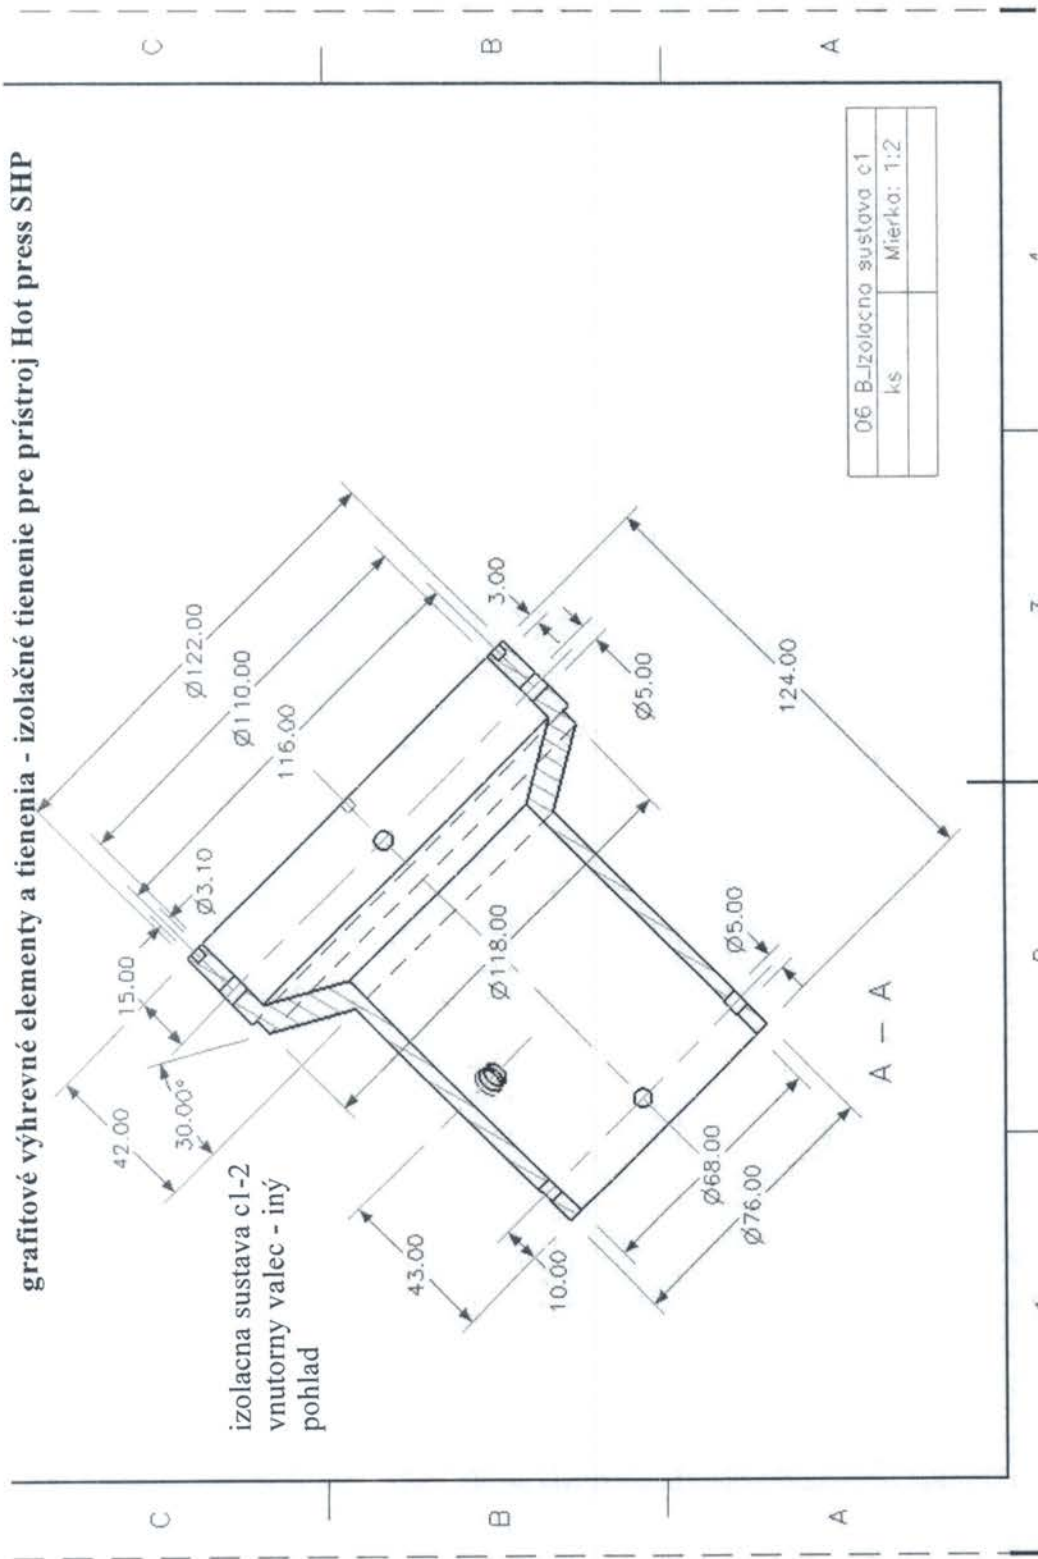 grafitové výhrevné elementy a tienenia - izolačné tienenie pre prístroj Hot press SHP
izolacna sustava c1-2
vnutorny valec - iný
pohlad
C
B
A
Ø122.00
Ø110.00
116.00
Ø3.10
15.00
42.00
30.00°
3.00
Ø5.00
124.00
Ø118.00
43.00
10.00
Ø5.00
Ø68.00
Ø76.00
A - A
06 B_Izolacna sustava c1
ks Mierka: 1:2
C
B
A
3
4